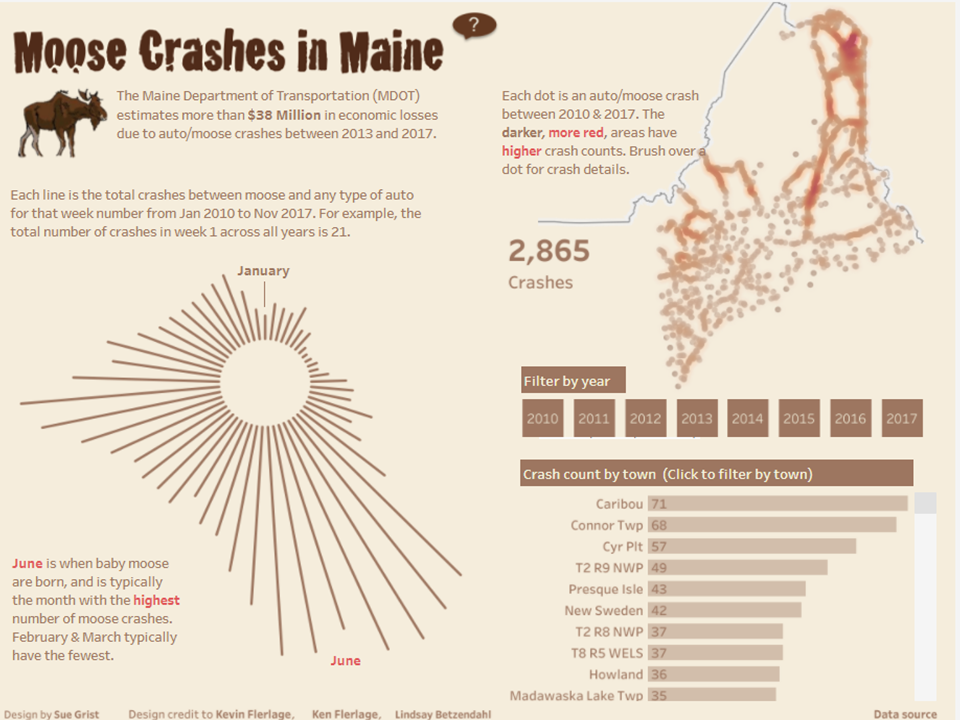 Moose Crashes in Maine
?
The Maine Department of Transportation (MDOT)
estimates more than $38 Million in economic losses
due to auto/moose crashes between 2013 and 2017.
Each line is the total crashes between moose and any type of auto
for that week number from Jan 2010 to Nov 2017. For example, the
total number of crashes in week 1 across all years is 21.
January
June
June is when baby moose
are born, and is typically
the month with the highest
number of moose crashes.
February & March typically
have the fewest.
Each dot is an auto/moose crash
between 2010 & 2017. The
darker, more red, areas have
higher crash counts. Brush over a
dot for crash details.
2,865
Crashes
Filter by year
2010 2011 2012 2013 2014 2015 2016 2017
Crash count by town (Click to filter by town)
Caribou 71
Connor Twp 68
Cyr Plt 57
T2 R9 NWP 49
Presque Isle 43
New Sweden 42
T2 R8 NWP 37
T8 R5 WELS 37
Howland 36
Madawaska Lake Twp 35
Design by Sue Grist Design credit to Kevin Flerlage, Ken Flerlage, Lindsay Betzendahl Data source